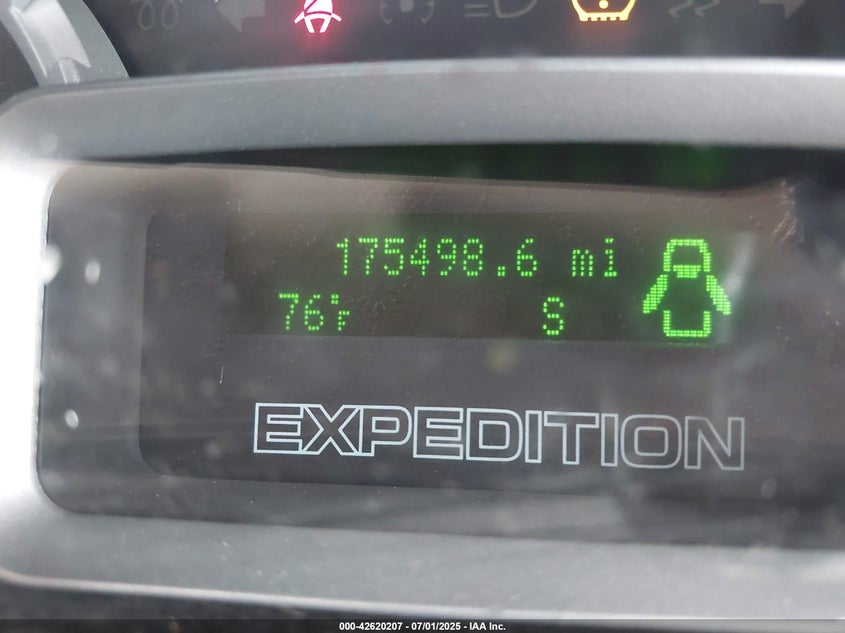 175498.6 mi
76°F S
EXPEDITION
000-42620207 - 07/01/2025 - IAA Inc.